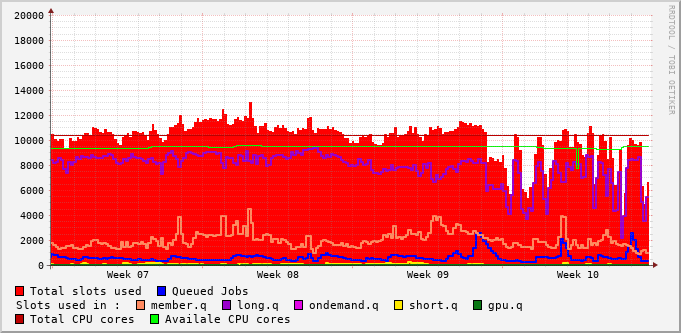 20000
18000
16000
14000
12000
10000
8000
6000
4000
2000
0
Week 07 Week 08 Week 09 Week 10
RRDTOOL / TOBI OETIKER
Total slots used Queued Jobs
Slots used in : member.q long.q ondemand.q short.q gpu.q
Total CPU cores Availale CPU cores